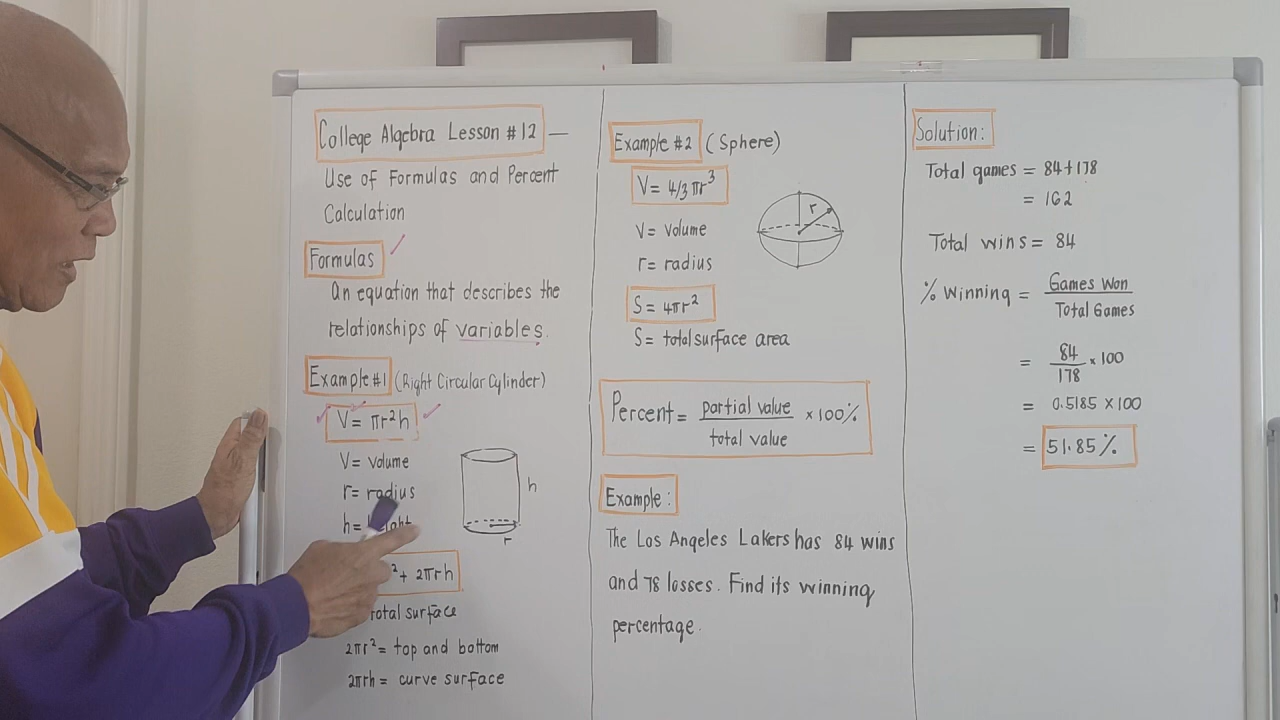 College Algebra Lesson #12 —
Use of Formulas and Percent
Calculation
Formulas ✓
An equation that describes the
relationships of variables.
Example #1 (Right Circular Cylinder)
✓ V = πr²h ✓
V = volume
r = radius
h =
h
r
² + 2πrh
total surface
2πr² = top and bottom
2πrh = curve surface
Example #2 (Sphere)
V = 4/3 πr³
r
V = volume
r = radius
S = 4πr²
S = total surface area
Percent = partial value / total value × 100%
Example:
The Los Angeles Lakers has 84 wins
and 78 losses. Find its winning
percentage.
Solution:
Total games = 84+178
= 162
Total wins = 84
% Winning = Games Won / Total Games
= 84 / 178 × 100
= 0.5185 × 100
= 51.85%